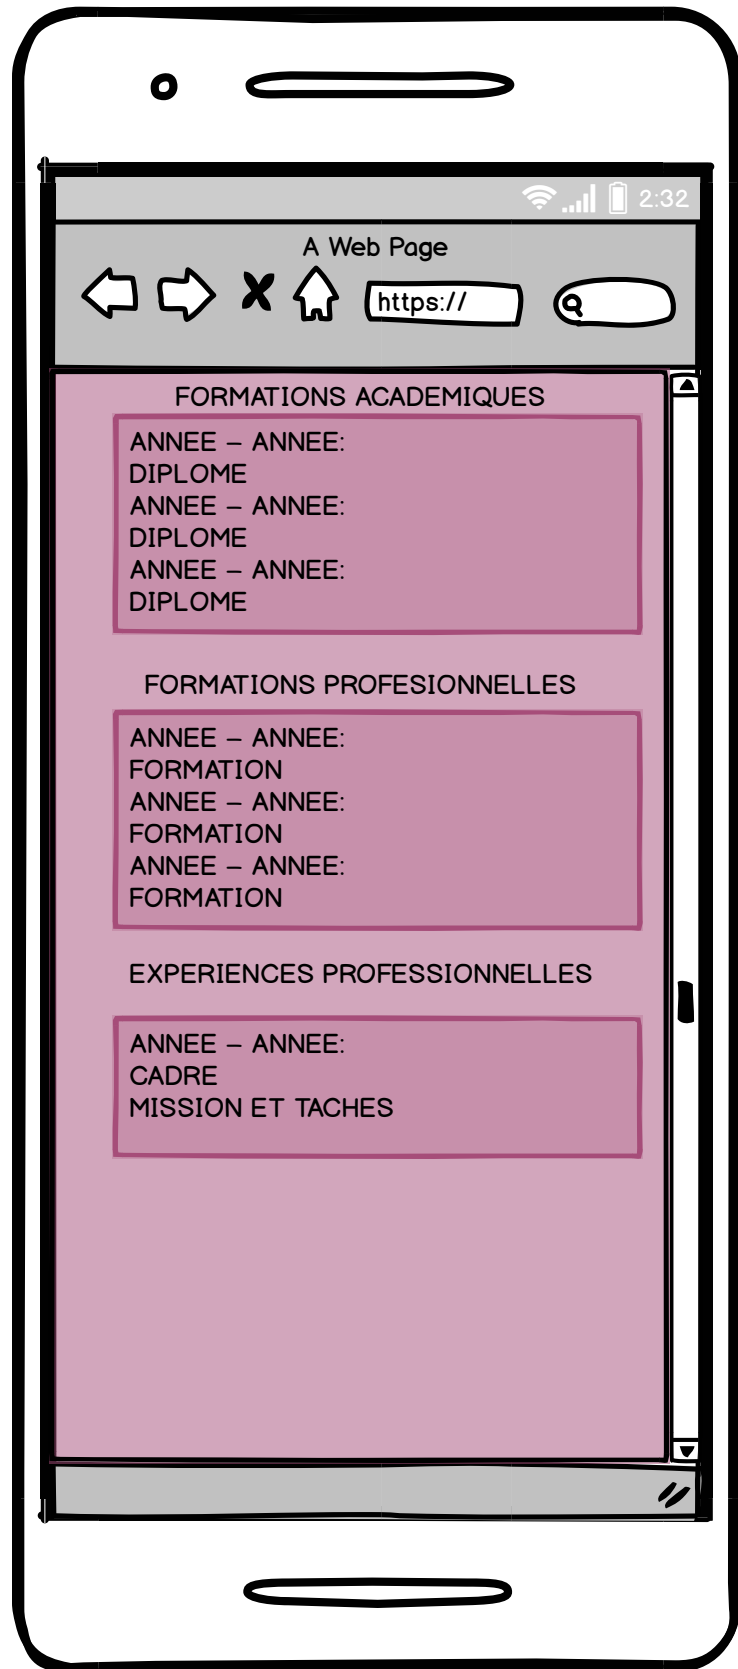 2:32
A Web Page
https://
FORMATIONS ACADEMIQUES
ANNEE – ANNEE:
DIPLOME
ANNEE – ANNEE:
DIPLOME
ANNEE – ANNEE:
DIPLOME
FORMATIONS PROFESIONNELLES
ANNEE – ANNEE:
FORMATION
ANNEE – ANNEE:
FORMATION
ANNEE – ANNEE:
FORMATION
EXPERIENCES PROFESSIONNELLES
ANNEE – ANNEE:
CADRE
MISSION ET TACHES